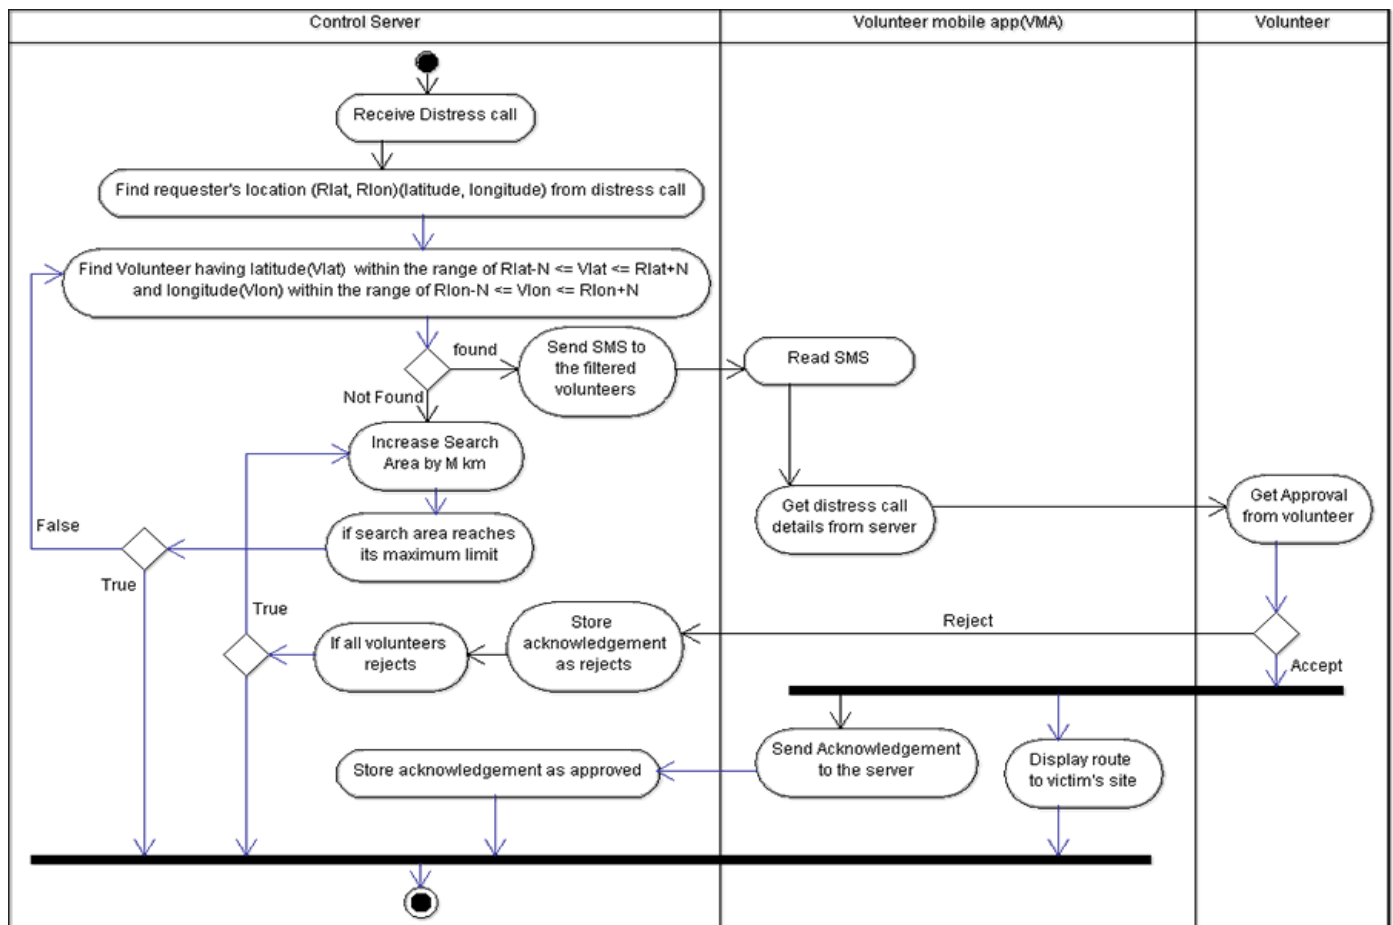 Control Server
Volunteer mobile app(VMA)
Volunteer
Receive Distress call
Find requester's location (Rlat, Rlon)(latitude, longitude) from distress call
Find Volunteer having latitude(Vlat) within the range of Rlat-N <= Vlat <= Rlat+N
and longitude(Vlon) within the range of Rlon-N <= Vlon <= Rlon+N
found
Send SMS to
the filtered
volunteers
Read SMS
Not Found
Increase Search
Area by M km
Get distress call
details from server
Get Approval
from volunteer
False
if search area reaches
its maximum limit
True
True
If all volunteers
rejects
Store
acknowledgement
as rejects
Reject
Accept
Store acknowledgement as approved
Send Acknowledgement
to the server
Display route
to victim's site